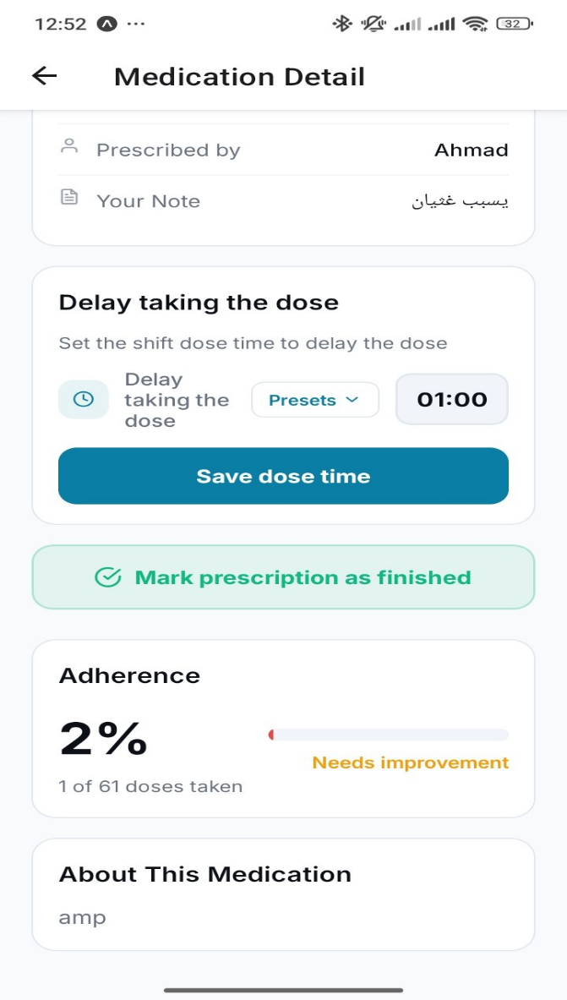 12:52
32
Medication Detail
Prescribed by Ahmad
Your Note يسبب غثيان
Delay taking the dose
Set the shift dose time to delay the dose
Delay
taking the
dose
Presets
01:00
Save dose time
Mark prescription as finished
Adherence
2%
Needs improvement
1 of 61 doses taken
About This Medication
amp